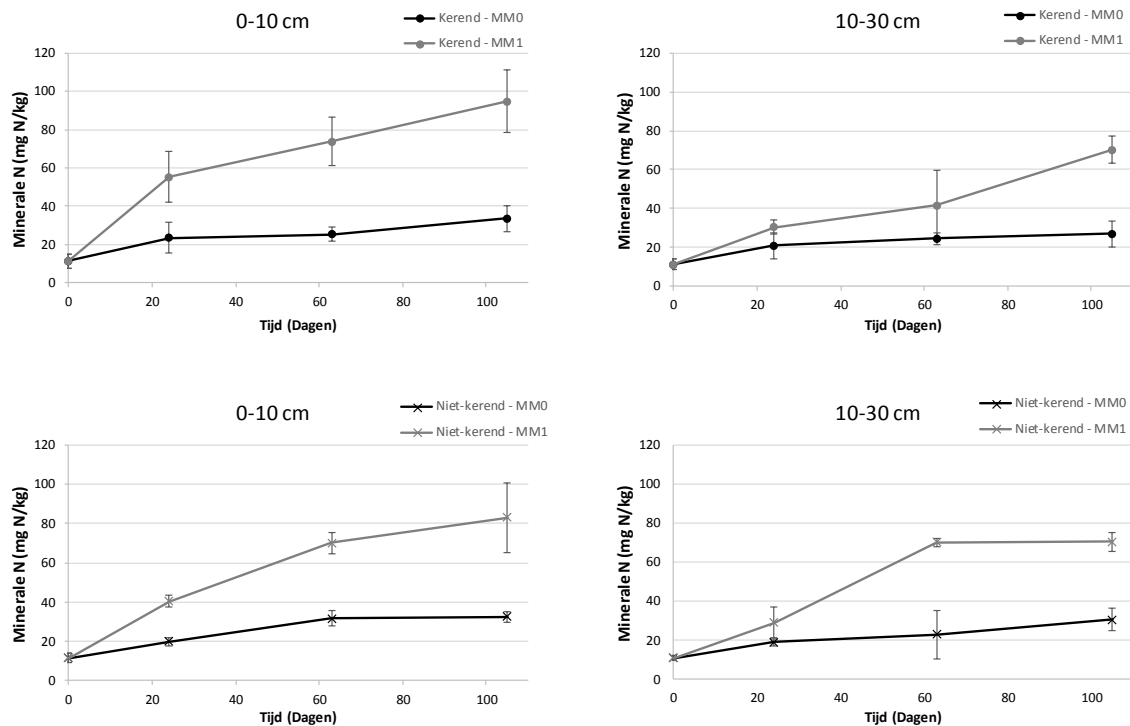 0-10 cm
Kerend - MM0
Kerend - MM1
Minerale N (mg N/kg)
120
100
80
60
40
20
0
0 20 40 60 80 100
Tijd (Dagen)
10-30 cm
Kerend - MM0
Kerend - MM1
Minerale N (mg N/kg)
120
100
80
60
40
20
0
0 20 40 60 80 100
Tijd (Dagen)
0-10 cm
Niet-kerend - MM0
Niet-kerend - MM1
Minerale N (mg N/kg)
120
100
80
60
40
20
0
0 20 40 60 80 100
Tijd (Dagen)
10-30 cm
Niet-kerend - MM0
Niet-kerend - MM1
Minerale N (mg N/kg)
120
100
80
60
40
20
0
0 20 40 60 80 100
Tijd (Dagen)